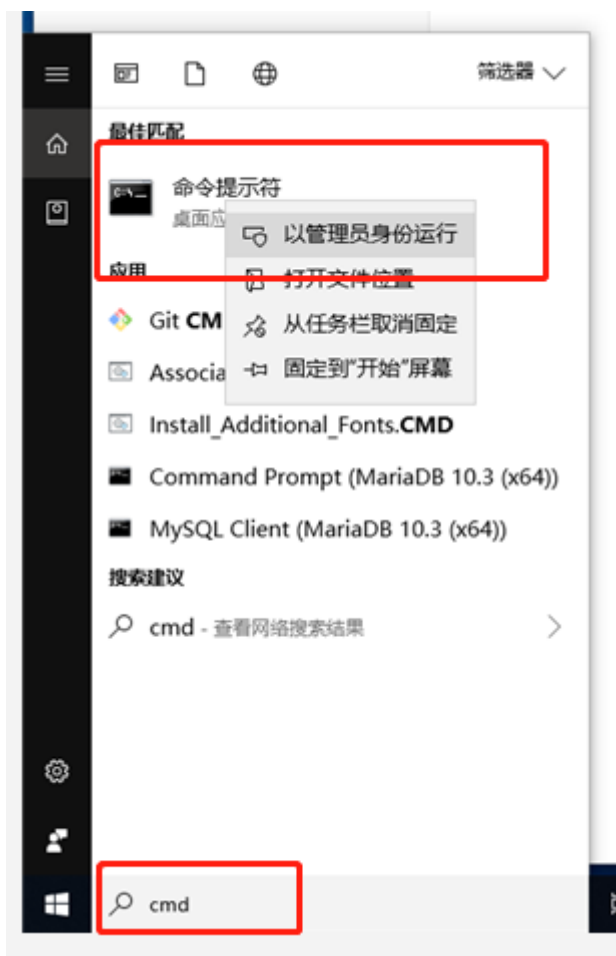 筛选器
最佳匹配
命令提示符
桌面应
以管理员身份运行
应用
打开文件位置
Git CM
从任务栏取消固定
Associa
固定到"开始"屏幕
Install_Additional_Fonts.CMD
Command Prompt (MariaDB 10.3 (x64))
MySQL Client (MariaDB 10.3 (x64))
搜索建议
cmd - 查看网络搜索结果
cmd